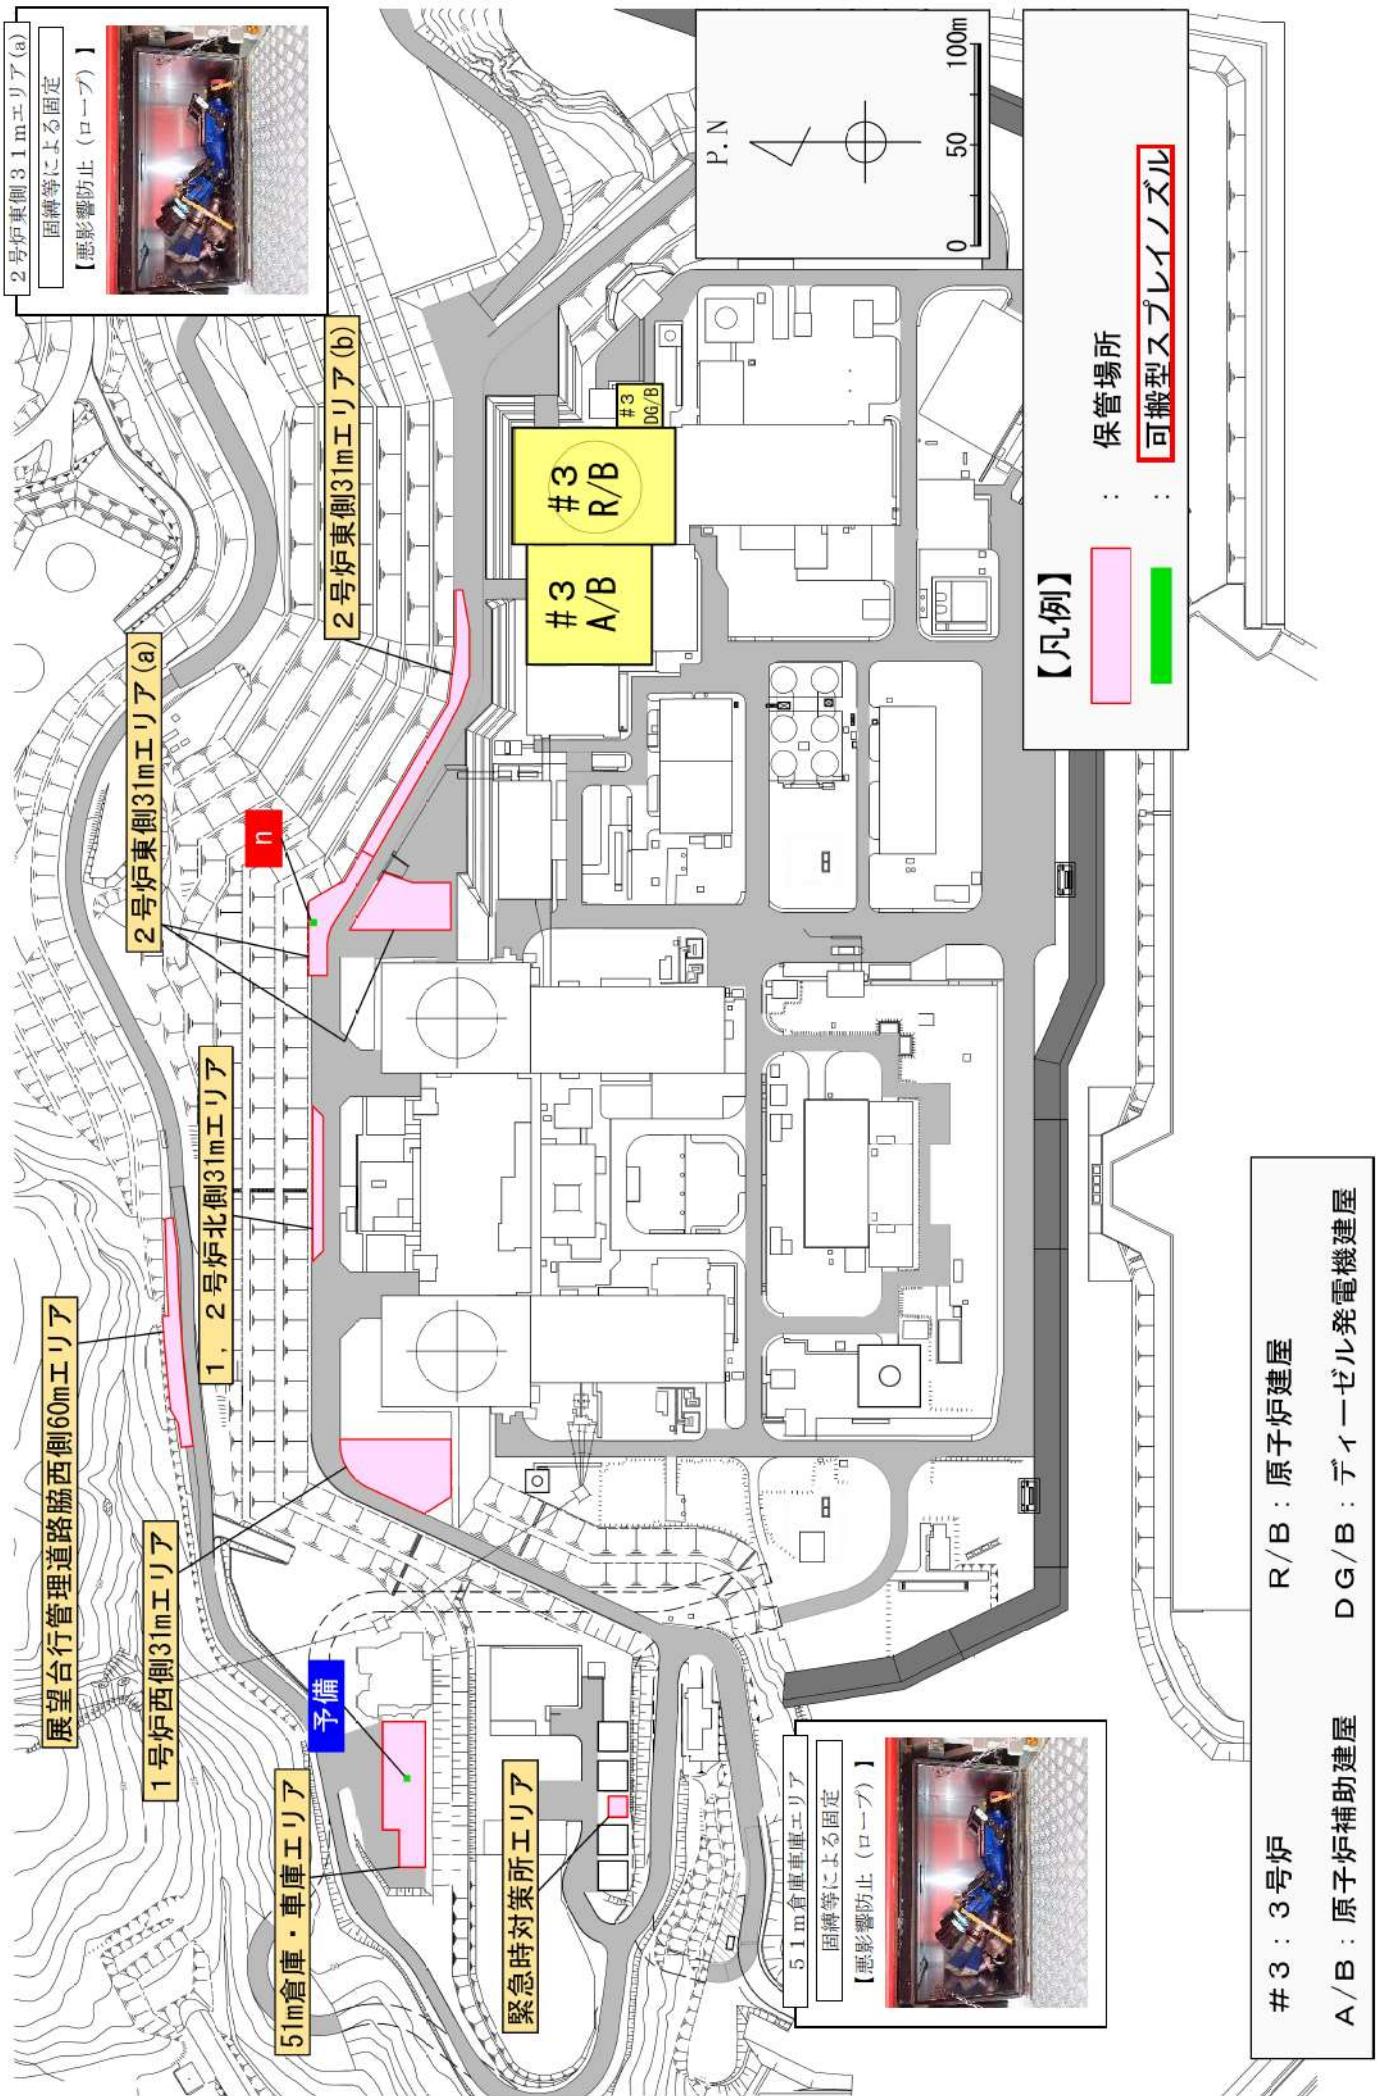 2号炉東側31mエリア(a)
固縛等による固定
【悪影響防止（ロープ）】
展望台行管理道路脇西側60mエリア
1号炉西側31mエリア
1，2号炉北側31mエリア
2号炉東側31mエリア(a)
2号炉東側31mエリア(b)
n
予備
51m倉庫・車庫エリア
緊急時対策所エリア
#3
A/B
#3
R/B
#3
DG/B
P.N
0 50 100m
51m倉庫車庫エリア
固縛等による固定
【悪影響防止（ロープ）】
【凡例】
： 保管場所
： 可搬型スプレイノズル
#3：3号炉
R/B：原子炉建屋
A/B：原子炉補助建屋
DG/B：ディーゼル発電機建屋